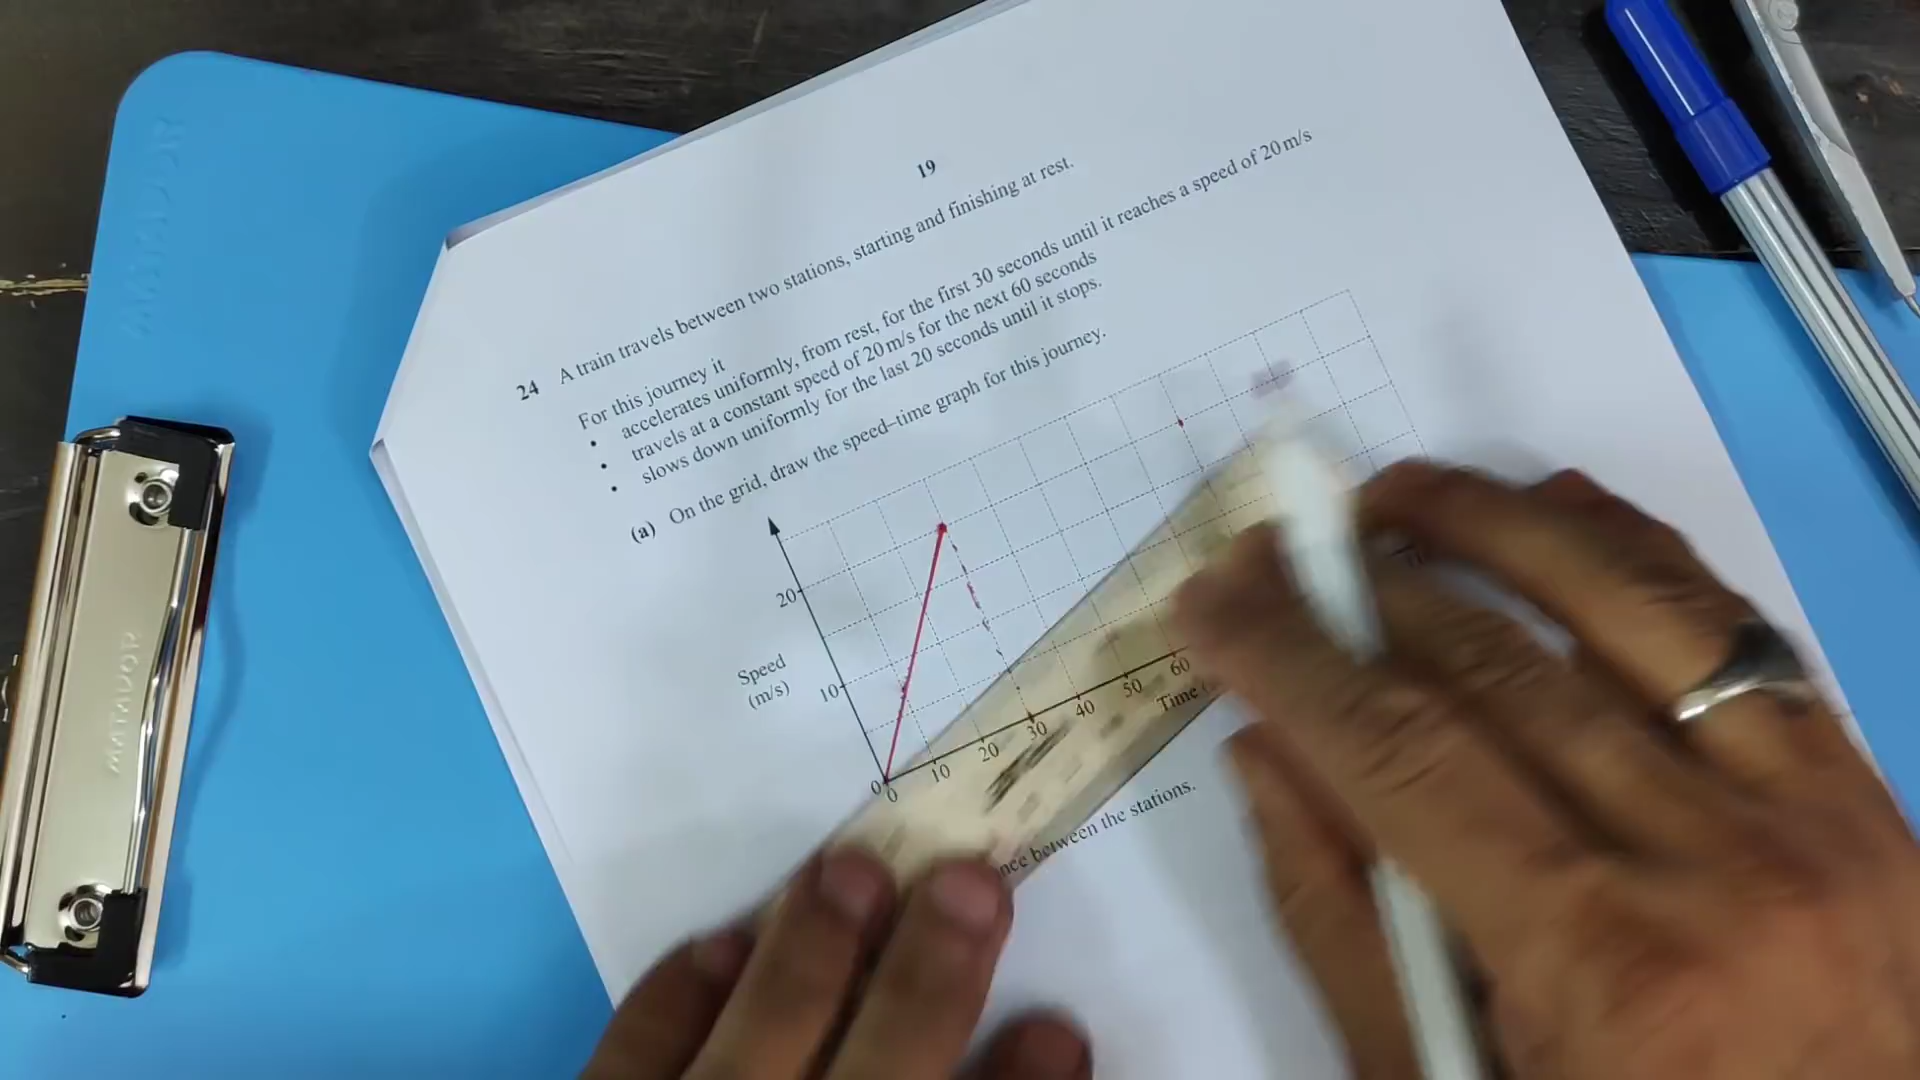 19
24 A train travels between two stations, starting and finishing at rest.
For this journey it
• accelerates uniformly, from rest, for the first 30 seconds until it reaches a speed of 20 m/s
• travels at a constant speed of 20 m/s for the next 60 seconds
• slows down uniformly for the last 20 seconds until it stops.
(a) On the grid, draw the speed–time graph for this journey.
20
Speed
(m/s)
10
0
0 10 20 30 40 50 60
Time
between the stations.
MATADOR
MATADOR